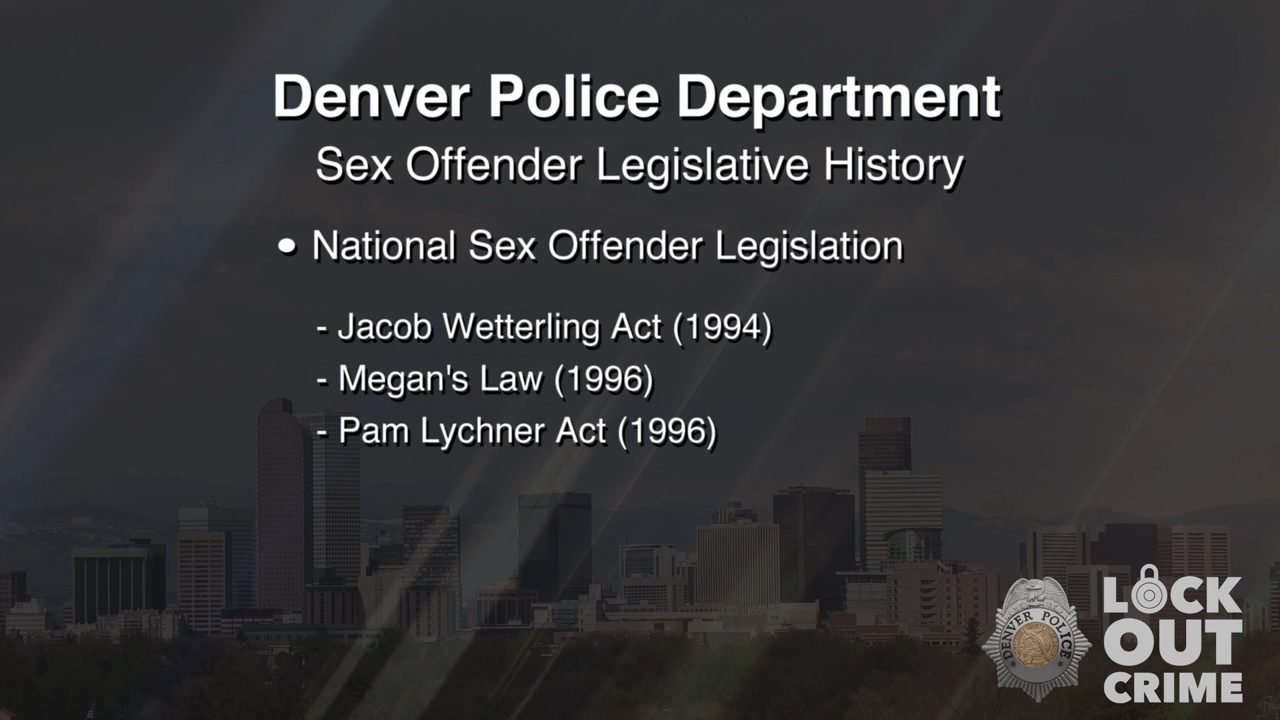 Denver Police Department
Sex Offender Legislative History
• National Sex Offender Legislation
- Jacob Wetterling Act (1994)
- Megan's Law (1996)
- Pam Lychner Act (1996)
DENVER POLICE
LOCK
OUT
CRIME